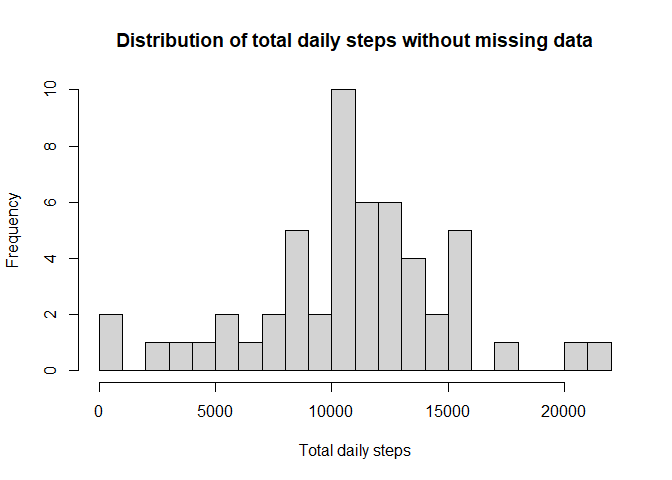 Distribution of total daily steps without missing data
Frequency
10
8
6
4
2
0
0 5000 10000 15000 20000
Total daily steps